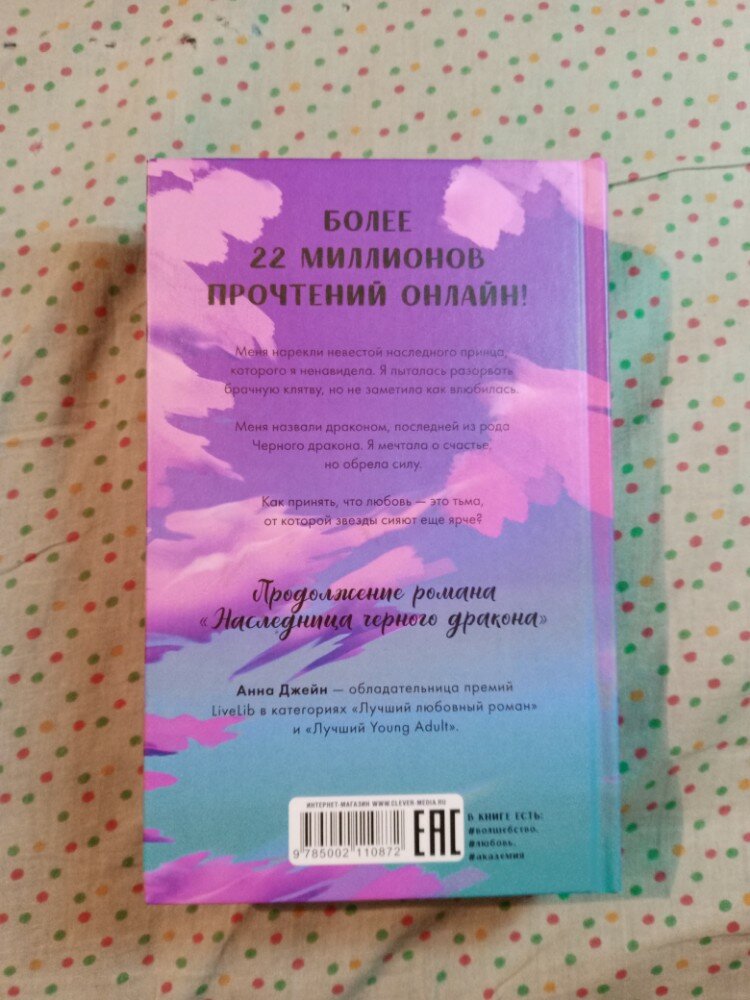 БОЛЕЕ
22 МИЛЛИОНОВ
ПРОЧТЕНИЙ ОНЛАЙН!
Меня нарекли невестой наследного принца,
которого я ненавидела. Я пыталась разорвать
брачную клятву, но не заметила как влюбилась.
Меня назвали драконом, последней из рода
Черного дракона. Я мечтала о счастье,
но обрела силу.
Как принять, что любовь — это тьма,
от которой звезды сияют еще ярче?
Продолжение романа
«Наследница черного дракона»
Анна Джейн — обладательница премий
LiveLib в категориях «Лучший любовный роман»
и «Лучший Young Adult».
ИНТЕРНЕТ-МАГАЗИН WWW.CLEVER-MEDIA.RU
9 785002 110872
EAC
В КНИГЕ ЕСТЬ:
#волшебство,
#любовь,
#академия